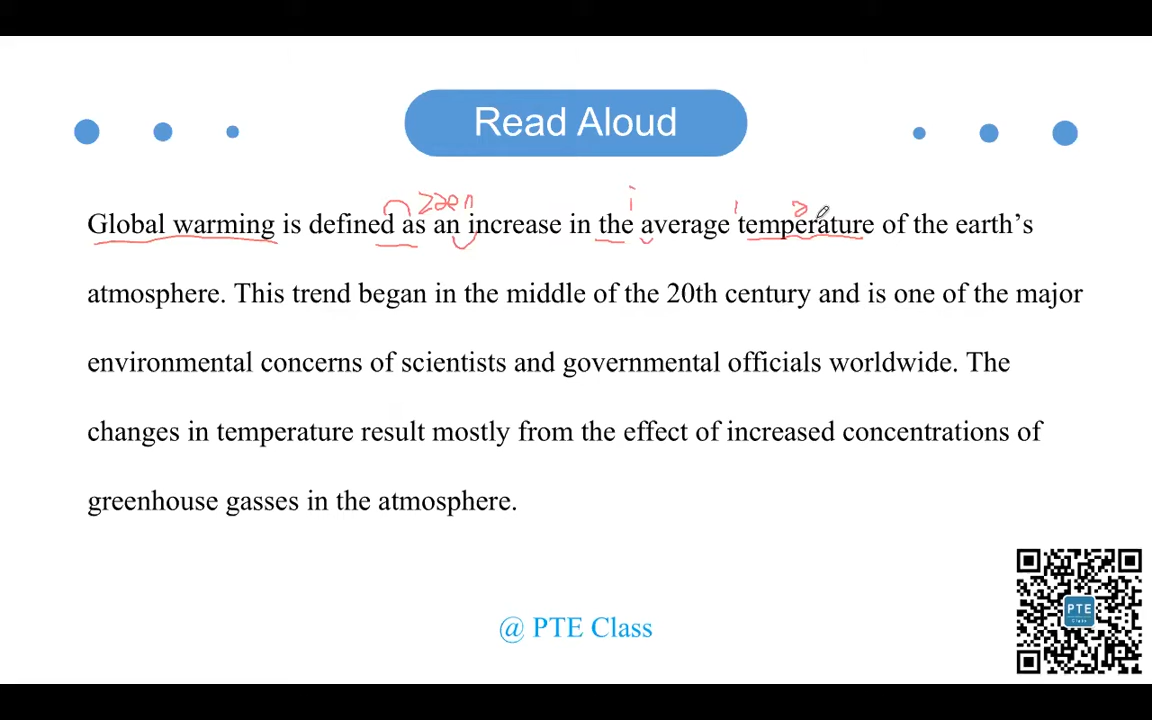 Read Aloud
zaen i
Global warming is defined as an increase in the average temperature of the earth's
atmosphere. This trend began in the middle of the 20th century and is one of the major
environmental concerns of scientists and governmental officials worldwide. The
changes in temperature result mostly from the effect of increased concentrations of
greenhouse gasses in the atmosphere.
PTE
Class
@ PTE Class